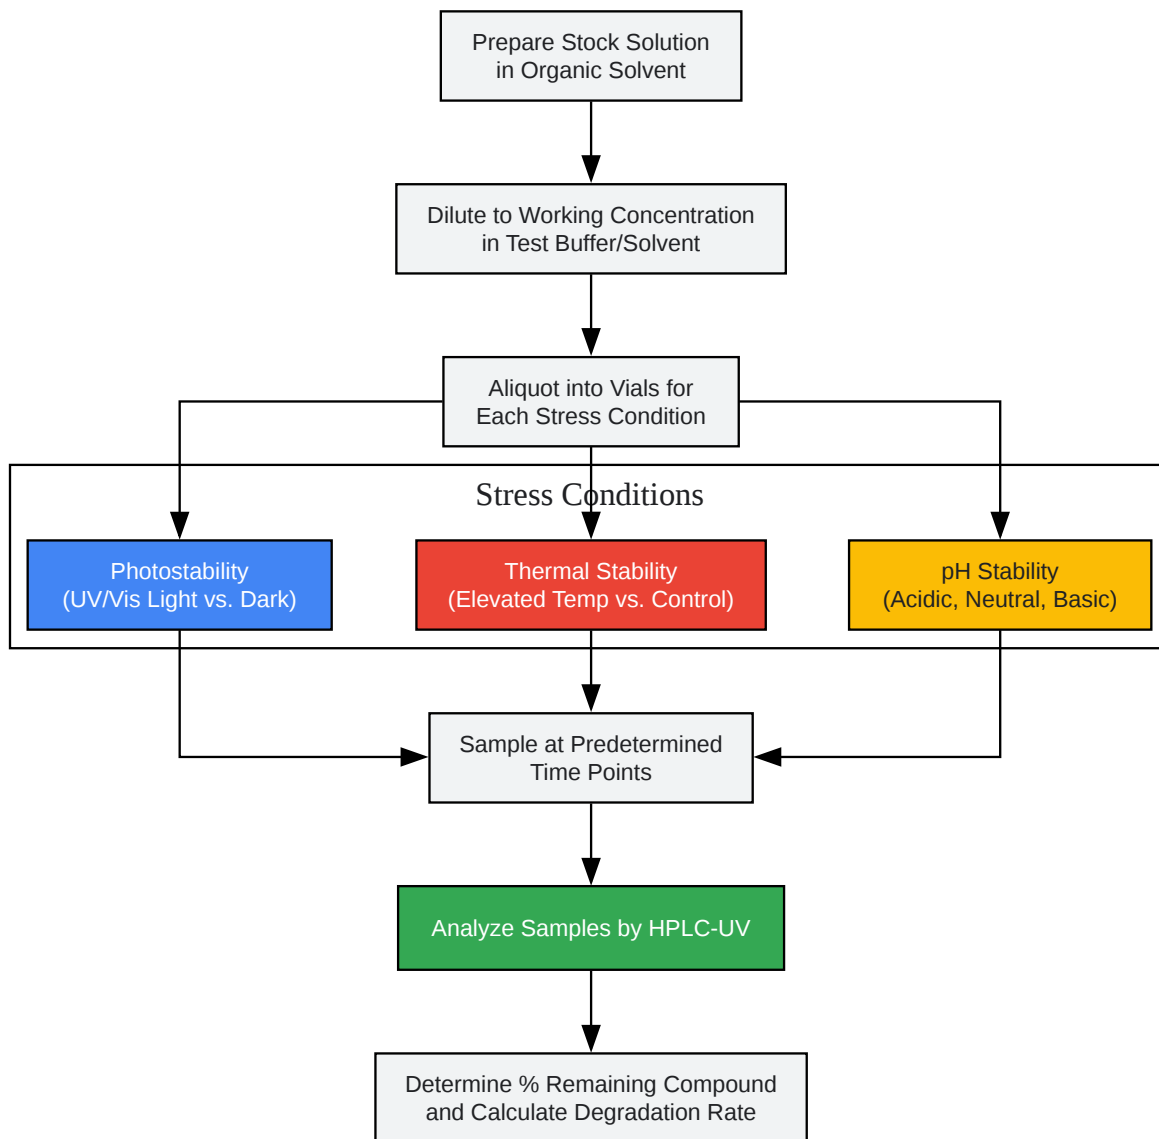 Prepare Stock Solution
in Organic Solvent
Dilute to Working Concentration
in Test Buffer/Solvent
Aliquot into Vials for
Each Stress Condition
Stress Conditions
Photostability
(UV/Vis Light vs. Dark)
Thermal Stability
(Elevated Temp vs. Control)
pH Stability
(Acidic, Neutral, Basic)
Sample at Predetermined
Time Points
Analyze Samples by HPLC-UV
Determine % Remaining Compound
and Calculate Degradation Rate